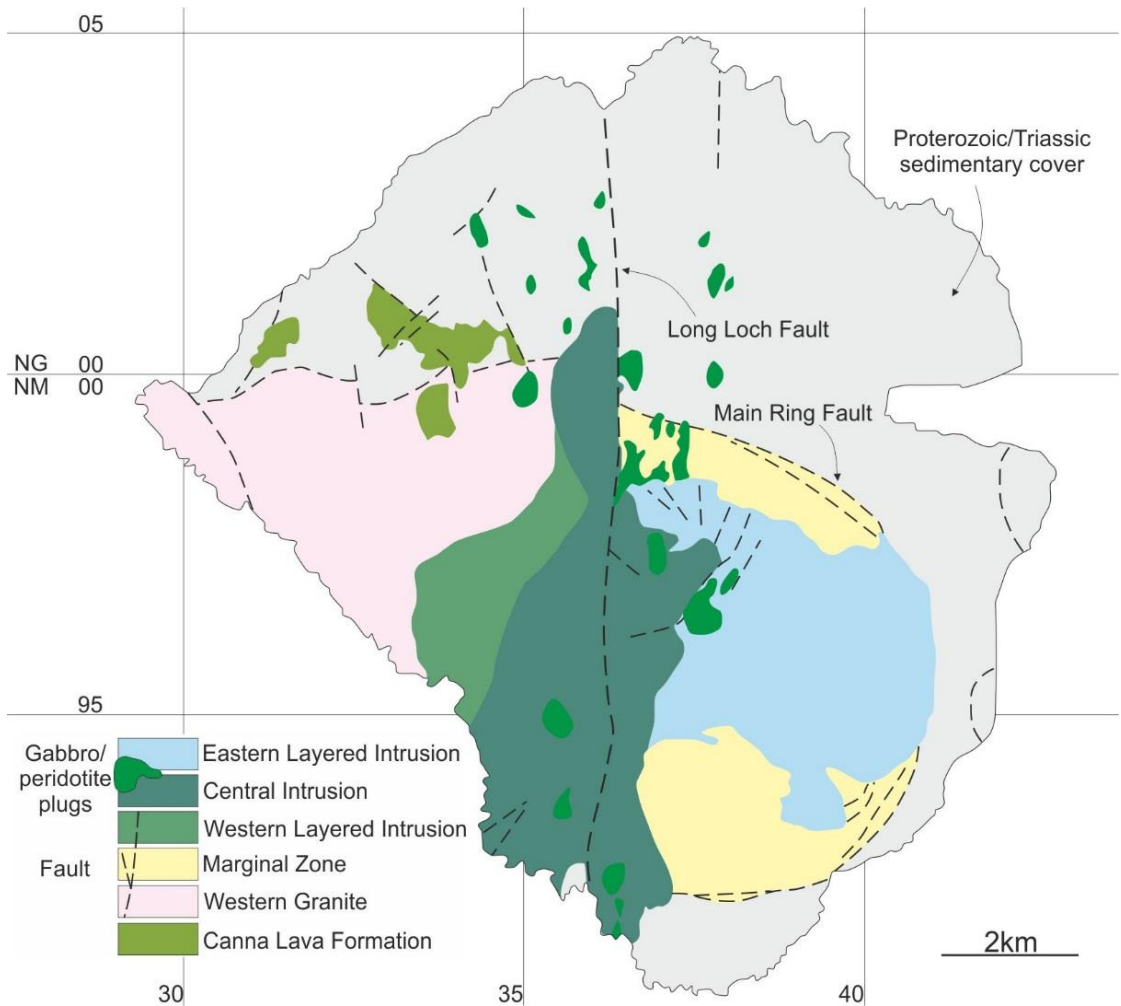 05
Proterozoic/Triassic
sedimentary cover
Long Loch Fault
NG 00
NM 00
Main Ring Fault
95
Gabbro/
peridotite
plugs
Fault
Eastern Layered Intrusion
Central Intrusion
Western Layered Intrusion
Marginal Zone
Western Granite
Canna Lava Formation
2km
30 35 40